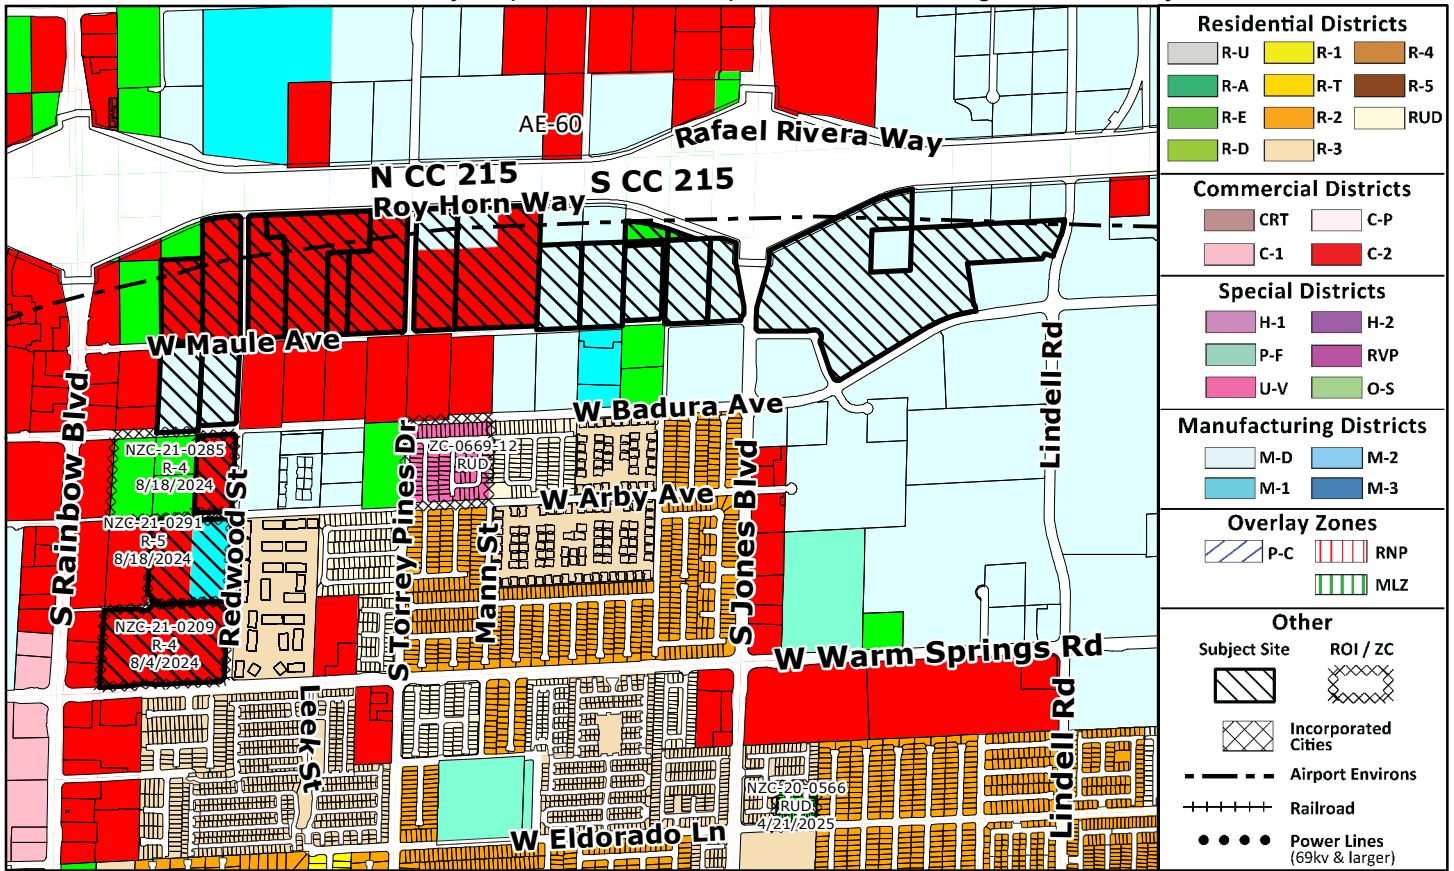 AE-60
Rafael Rivera Way
N CC 215
S CC 215
Roy Horn Way
W Maule Ave
W Badura Ave
S Rainbow Blvd
Redwood St
S Torrey Pines Dr
Mann St
W Arby Ave
S Jones Blvd
Lindell Rd
NZC-21-0285
R-4
8/18/2024
ZC-0669-12
RUD
NZC-21-0291
R-5
8/18/2024
NZC-21-0209
R-4
8/4/2024
W Warm Springs Rd
Leek St
Lindell Rd
NZC-20-0566
RUD
4/21/2025
W Eldorado Ln
Residential Districts
R-U R-1 R-4
R-A R-T R-5
R-E R-2 RUD
R-D R-3
Commercial Districts
CRT C-P
C-1 C-2
Special Districts
H-1 H-2
P-F RVP
U-V O-S
Manufacturing Districts
M-D M-2
M-1 M-3
Overlay Zones
P-C RNP
MLZ
Other
Subject Site ROI / ZC
Incorporated
Cities
Airport Environs
Railroad
Power Lines
(69kv & larger)